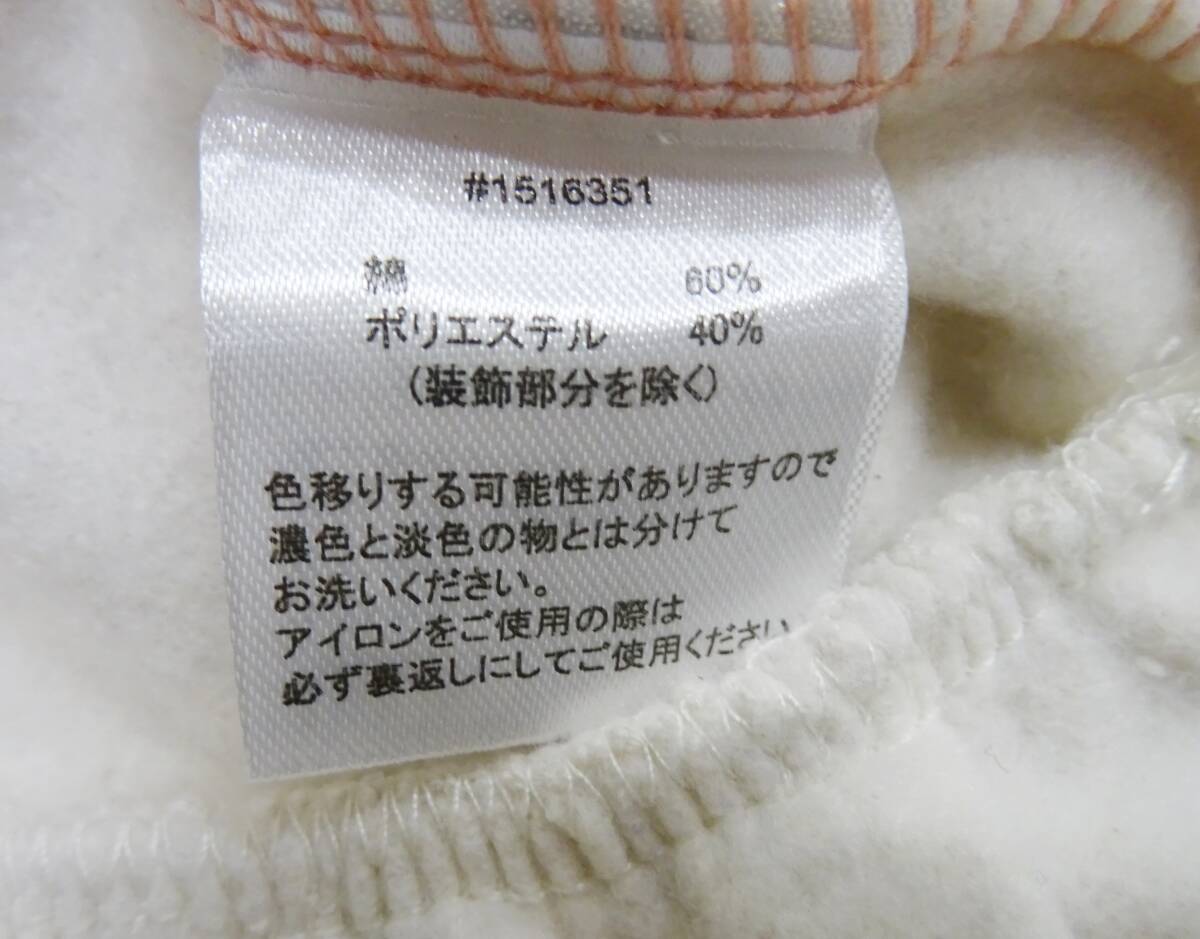 #1516351
綿 60%
ポリエステル 40%
(装飾部分を除く)
色移りする可能性がありますので
濃色と淡色の物とは分けて
お洗いください。
アイロンをご使用の際は
必ず裏返しにしてご使用ください